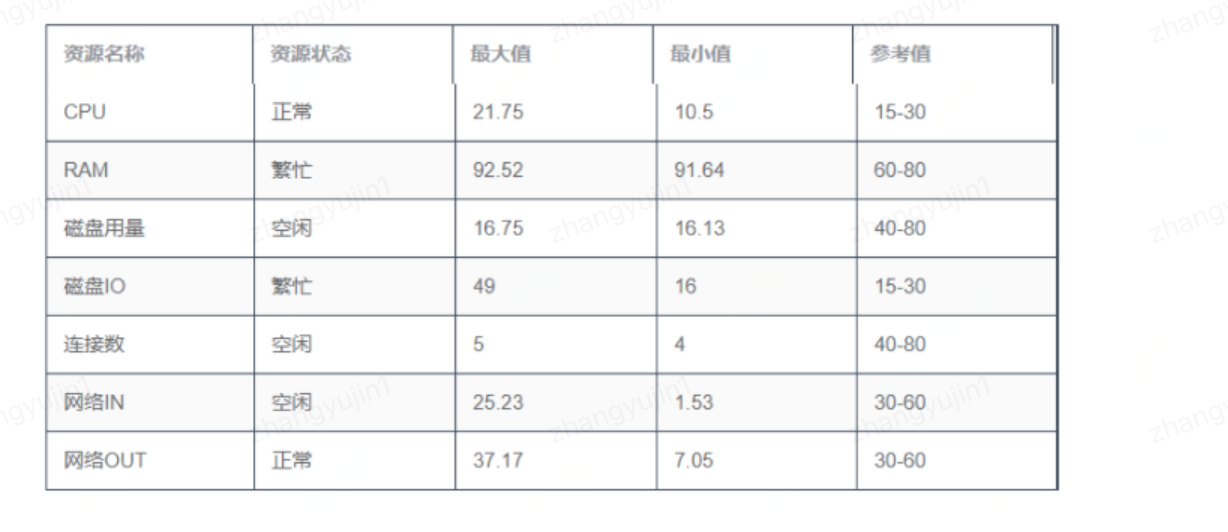 资源名称 资源状态 最大值 最小值 参考值
CPU 正常 21.75 10.5 15-30
RAM 繁忙 92.52 91.64 60-80
磁盘用量 空闲 16.75 16.13 40-80
磁盘IO 繁忙 49 16 15-30
连接数 空闲 5 4 40-80
网络IN 空闲 25.23 1.53 30-60
网络OUT 正常 37.17 7.05 30-60
zhangyujin1